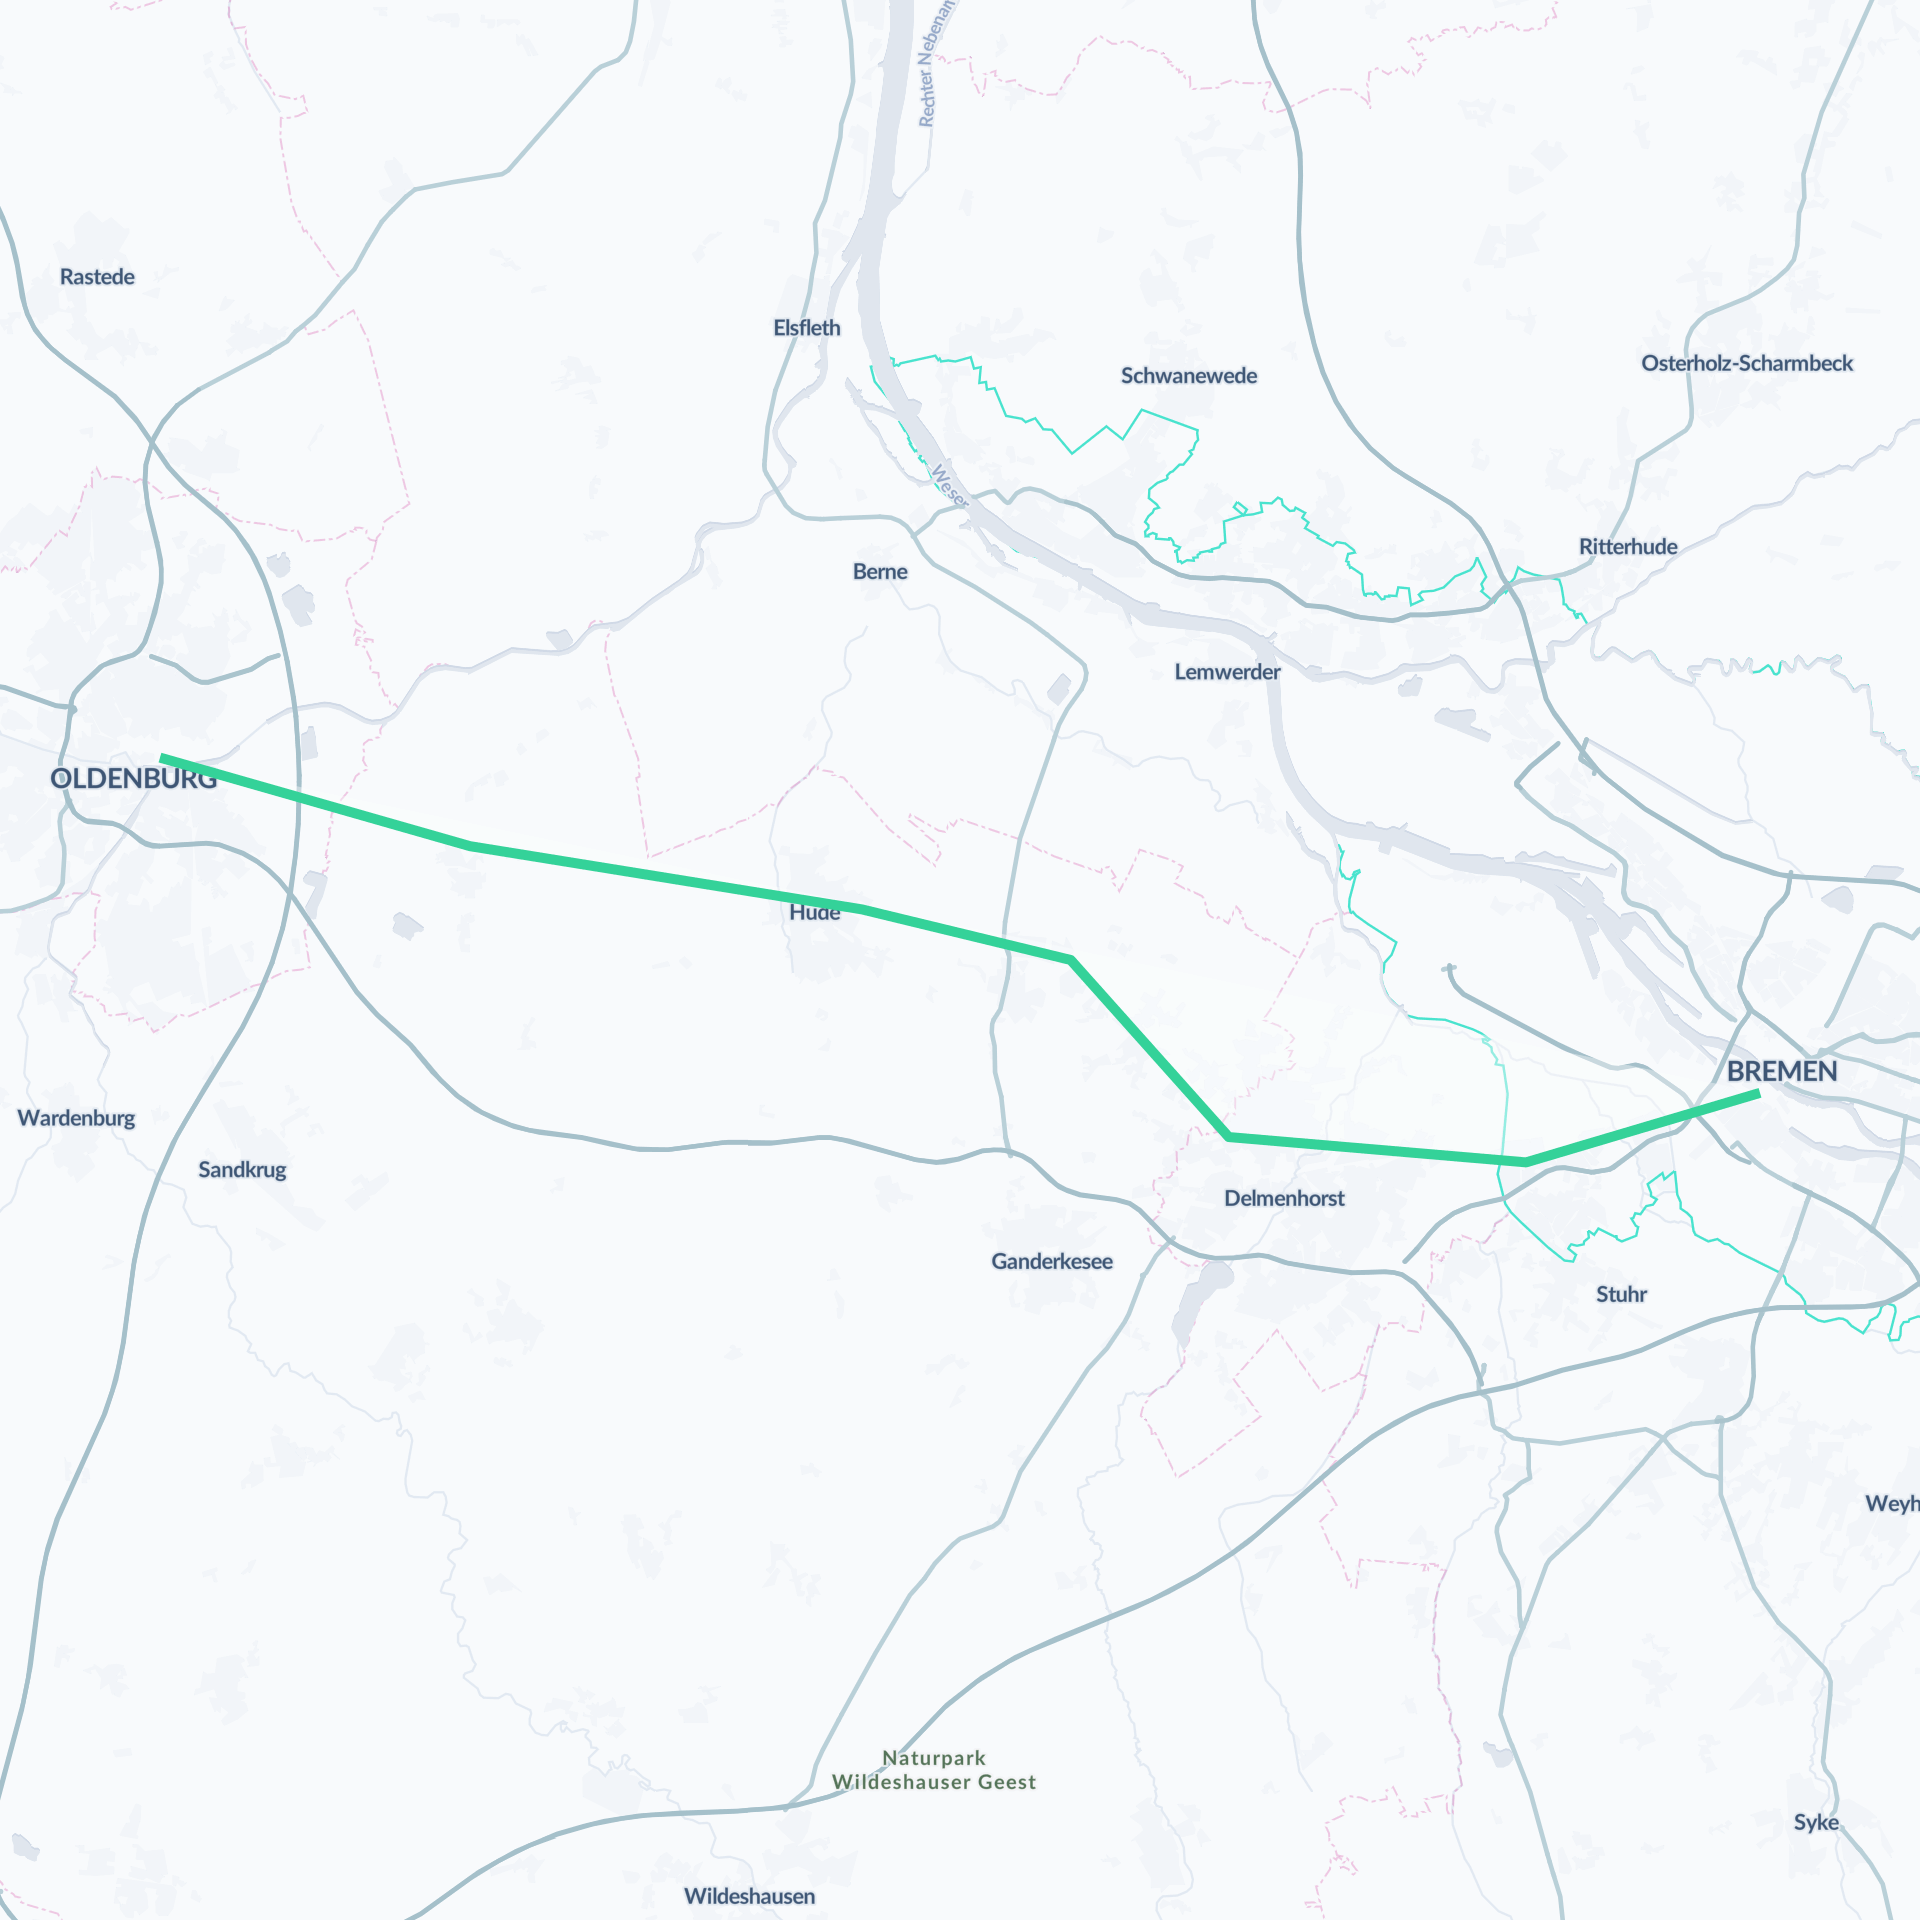 Rechter Nebenarm
Rastede
Elsfleth
Osterholz-Scharmbeck
Schwanewede
Weser
Ritterhude
Berne
Lemwerder
OLDENBURG
Hude
BREMEN
Wardenburg
Sandkrug
Delmenhorst
Ganderkesee
Stuhr
Weyh
Naturpark
Wildeshauser Geest
Syke
Wildeshausen